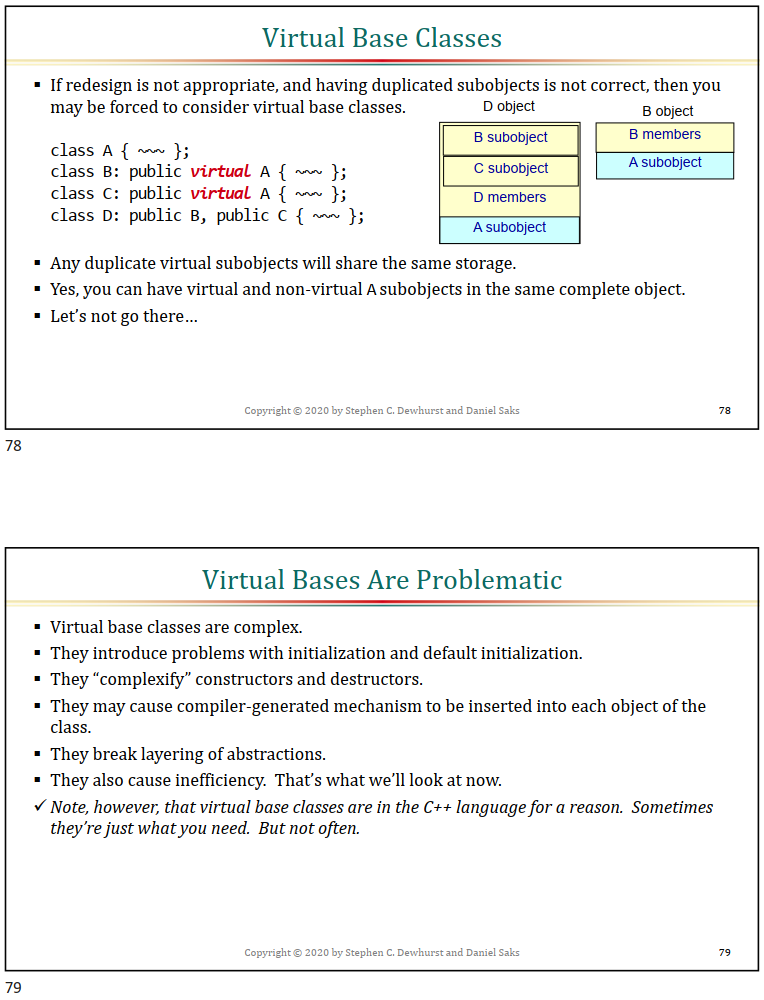 Virtual Base Classes
▪ If redesign is not appropriate, and having duplicated subobjects is not correct, then you
may be forced to consider virtual base classes.
D object
B object
B subobject
C subobject
D members
A subobject
B members
A subobject
class A { ~~~ };
class B: public virtual A { ~~~ };
class C: public virtual A { ~~~ };
class D: public B, public C { ~~~ };
▪ Any duplicate virtual subobjects will share the same storage.
▪ Yes, you can have virtual and non-virtual A subobjects in the same complete object.
▪ Let’s not go there…
Copyright © 2020 by Stephen C. Dewhurst and Daniel Saks
78
78
Virtual Bases Are Problematic
▪ Virtual base classes are complex.
▪ They introduce problems with initialization and default initialization.
▪ They “complexify” constructors and destructors.
▪ They may cause compiler-generated mechanism to be inserted into each object of the
class.
▪ They break layering of abstractions.
▪ They also cause inefficiency. That’s what we’ll look at now.
✓ Note, however, that virtual base classes are in the C++ language for a reason. Sometimes
they’re just what you need. But not often.
Copyright © 2020 by Stephen C. Dewhurst and Daniel Saks
79
79